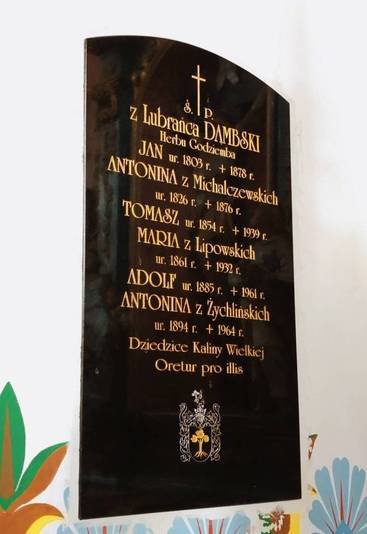 Ś. P.
z Lubrańca DAMBSKI
Herbu Godziemba
JAN ur. 1803 r. + 1878 r.
ANTONINA z Michalczewskich
ur. 1826 r. + 1876 r.
TOMASZ ur. 1854 r. + 1939 r.
MARIA z Lipowskich
ur. 1861 r. + 1932 r.
ADOLF ur. 1885 r. + 1961 r.
ANTONINA z Żychlińskich
ur. 1894 r. + 1964 r.
Dziedzice Kaliny Wielkiej
Oretur pro illis